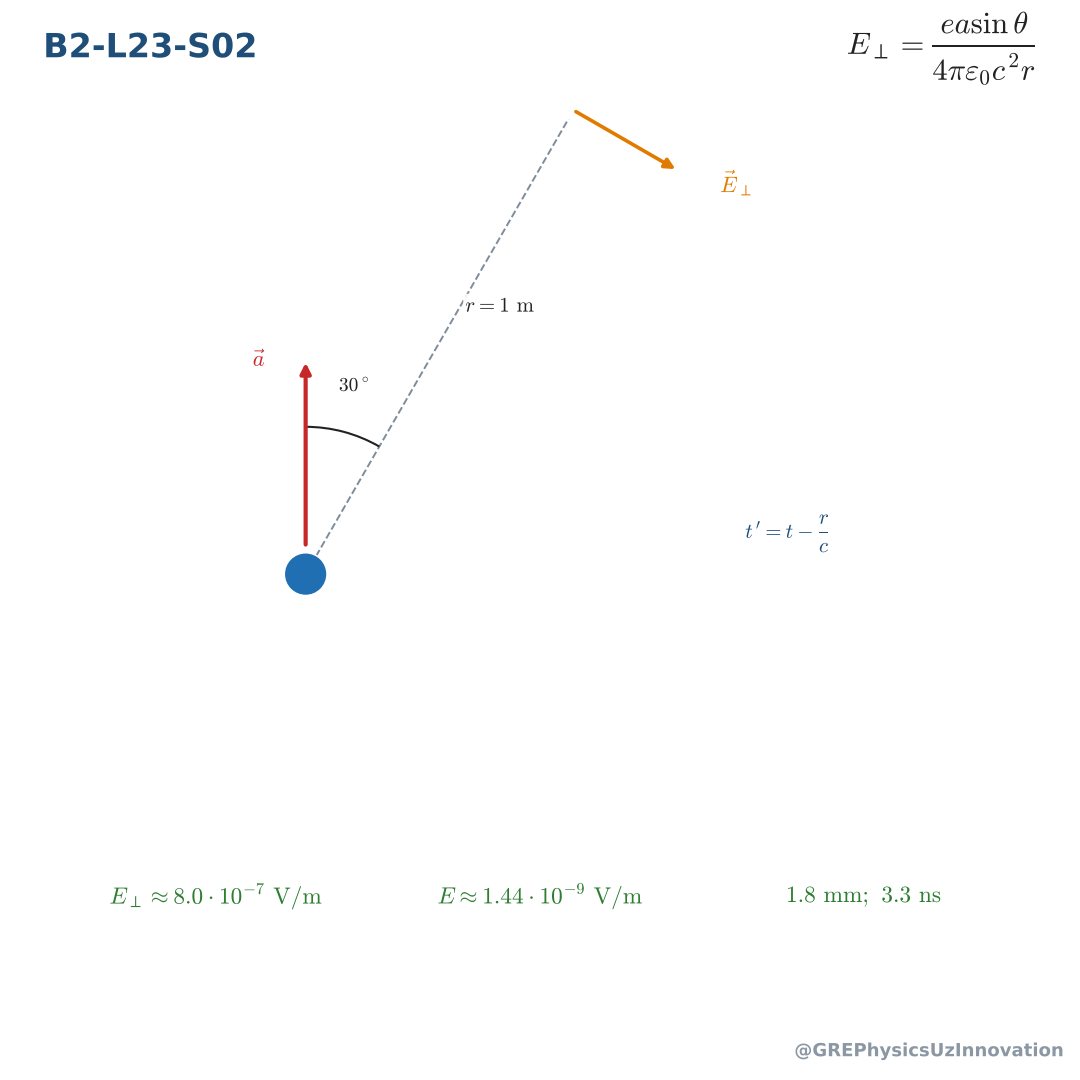 B2-L23-S02
E⊥ = ea sin θ / 4πε₀c²r
E⃗⊥
r = 1 m
a⃗
30°
t′ = t − r/c
E⊥ ≈ 8.0 · 10⁻⁷ V/m
E ≈ 1.44 · 10⁻⁹ V/m
1.8 mm; 3.3 ns
@GREPhysicsUzInnovation